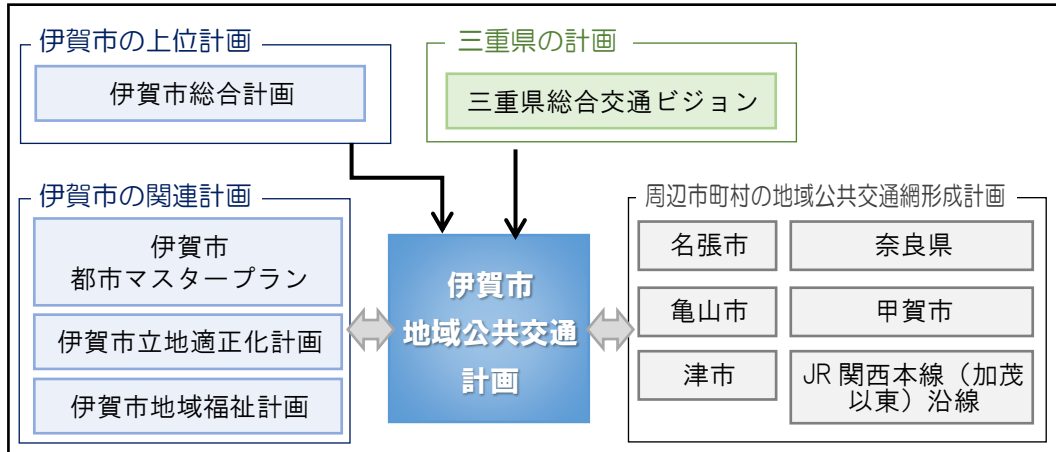 伊賀市の上位計画
伊賀市総合計画
三重県の計画
三重県総合交通ビジョン
伊賀市の関連計画
伊賀市
都市マスタープラン
伊賀市立地適正化計画
伊賀市地域福祉計画
伊賀市
地域公共交通
計画
周辺市町村の地域公共交通網形成計画
名張市
奈良県
亀山市
甲賀市
津市
JR 関西本線（加茂
以東）沿線